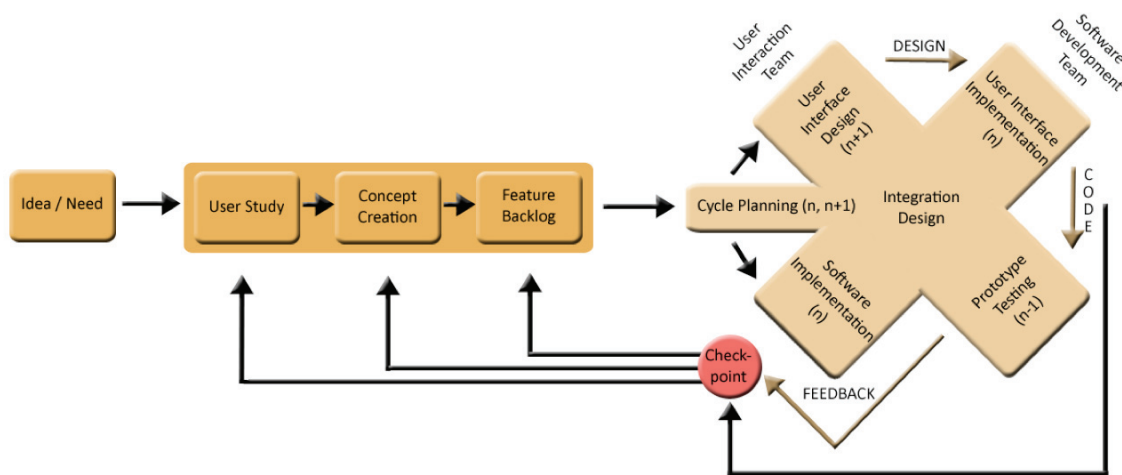 Idea / Need
User Study
Concept
Creation
Feature
Backlog
Cycle Planning (n, n+1)
User
Interaction
Team
User
Interface
Design
(n+1)
DESIGN
Software
Development
Team
User Interface
Implementation
(n)
Integration
Design
CODE
Software
Implementation
(n)
Prototype
Testing
(n-1)
Check-
point
FEEDBACK